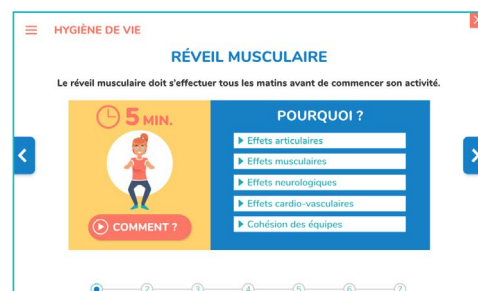 HYGIÈNE DE VIE
RÉVEIL MUSCULAIRE
Le réveil musculaire doit s'effectuer tous les matins avant de commencer son activité.
5 MIN.
COMMENT ?
POURQUOI ?
Effets articulaires
Effets musculaires
Effets neurologiques
Effets cardio-vasculaires
Cohésion des équipes
2 3 4 5 6 7